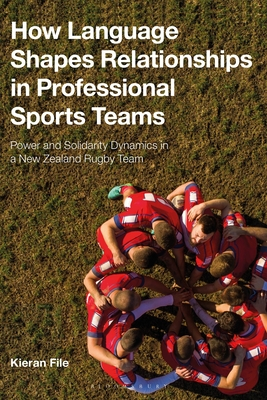 How Language
Shapes Relationships
in Professional
Sports Teams
Power and Solidarity Dynamics in
a New Zealand Rugby Team
Kieran File
BLOOMSBURY